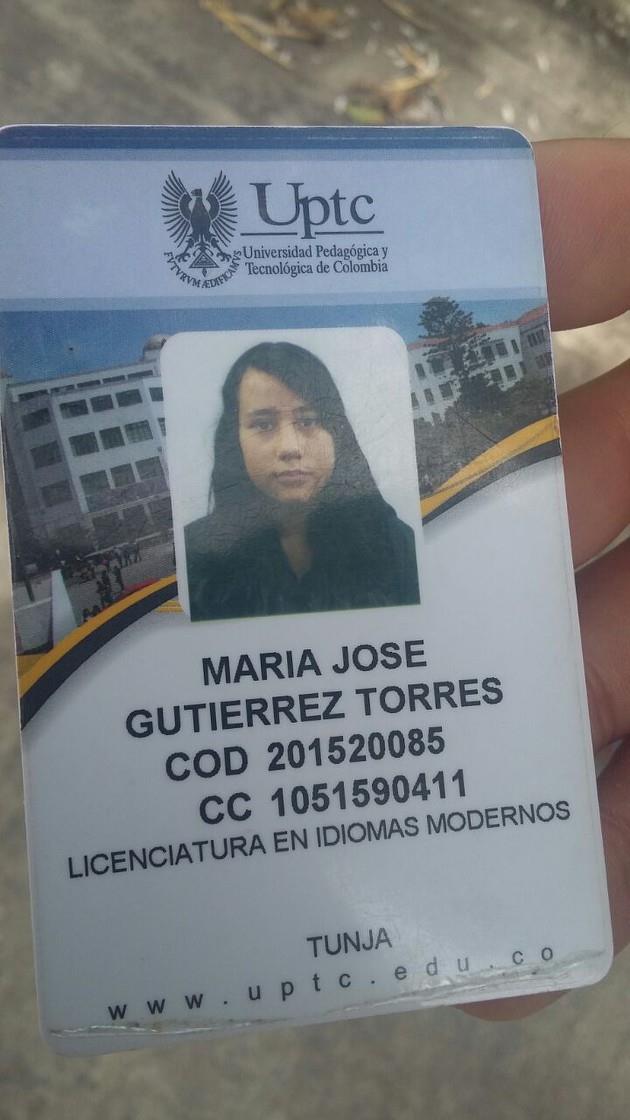 Uptc
Universidad Pedagógica y
Tecnológica de Colombia
FVTVRVM ÆDIFICAMVS
MARIA JOSE
GUTIERREZ TORRES
COD 201520085
CC 1051590411
LICENCIATURA EN IDIOMAS MODERNOS
TUNJA
www.uptc.edu.co